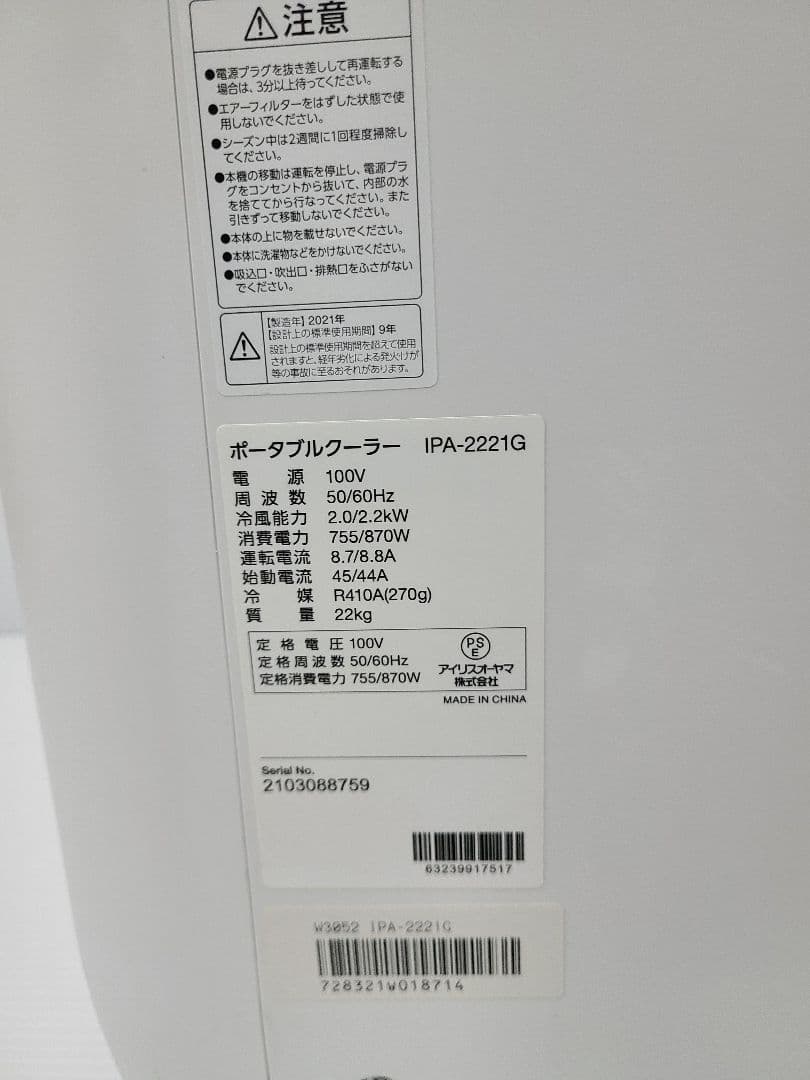 ⚠注意
●電源プラグを抜き差しして再運転する
場合は、3分以上待ってください。
●エアーフィルターをはずした状態で使
用しないでください。
●シーズン中は2週間に1回程度掃除し
てください。
●本機の移動は運転を停止し、電源プラ
グをコンセントから抜いて、内部の水
を捨ててから行なってください。また
引きずって移動しないでください。
●本体の上に物を載せないでください。
●本体に洗濯物などをかけないでください。
●吸込口・吹出口・排熱口をふさがない
でください。
【製造年】2021年
【設計上の標準使用期間】9年
設計上の標準使用期間を超えて使用
されますと、経年劣化による発火けが
等の事故に至るおそれがあります。
ポータブルクーラー IPA-2221G
電源 100V
周波数 50/60Hz
冷風能力 2.0/2.2kW
消費電力 755/870W
運転電流 8.7/8.8A
始動電流 45/44A
冷媒 R410A(270g)
質量 22kg
定格電圧 100V
定格周波数 50/60Hz
定格消費電力 755/870W
PS
E
アイリスオーヤマ
株式会社
MADE IN CHINA
Serial No.
2103088759
63239917517
W3052 IPA-2221G
728321W018714